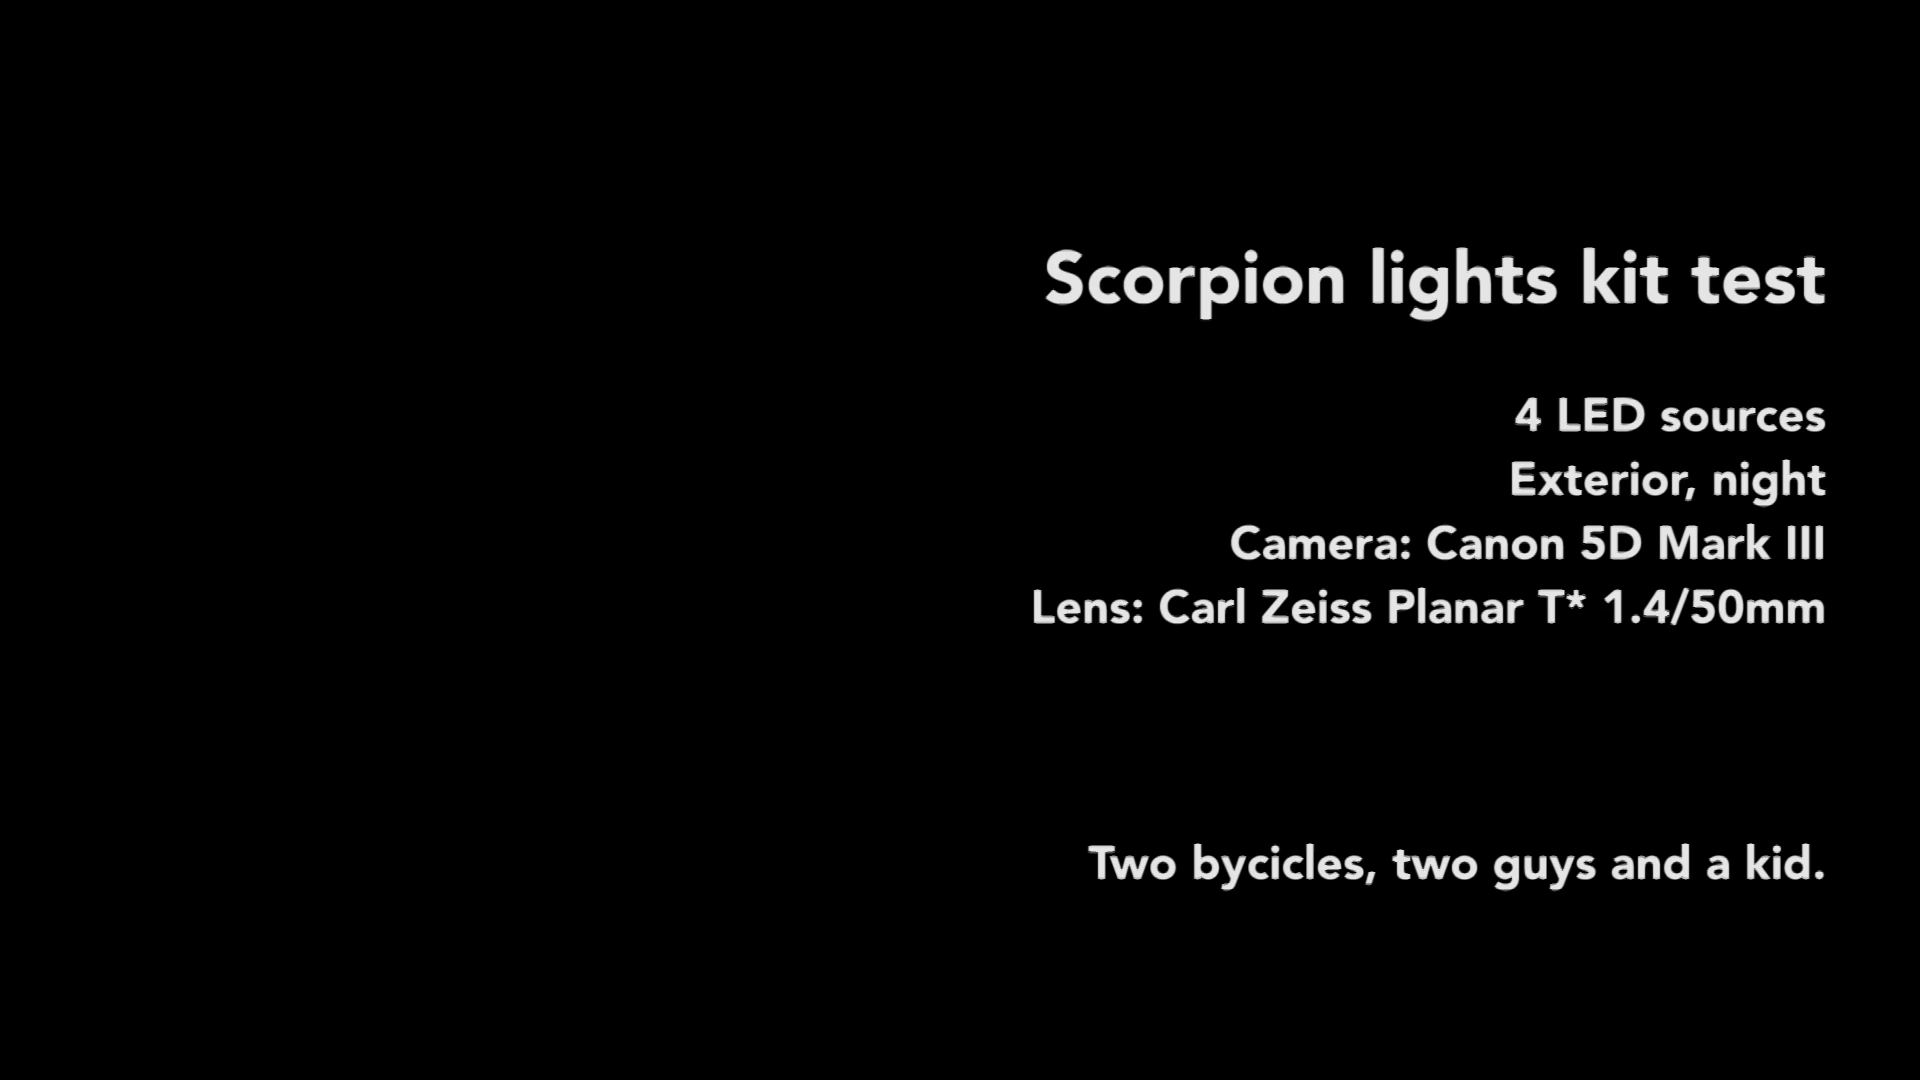 Scorpion lights kit test
4 LED sources
Exterior, night
Camera: Canon 5D Mark III
Lens: Carl Zeiss Planar T* 1.4/50mm
Two bycicles, two guys and a kid.